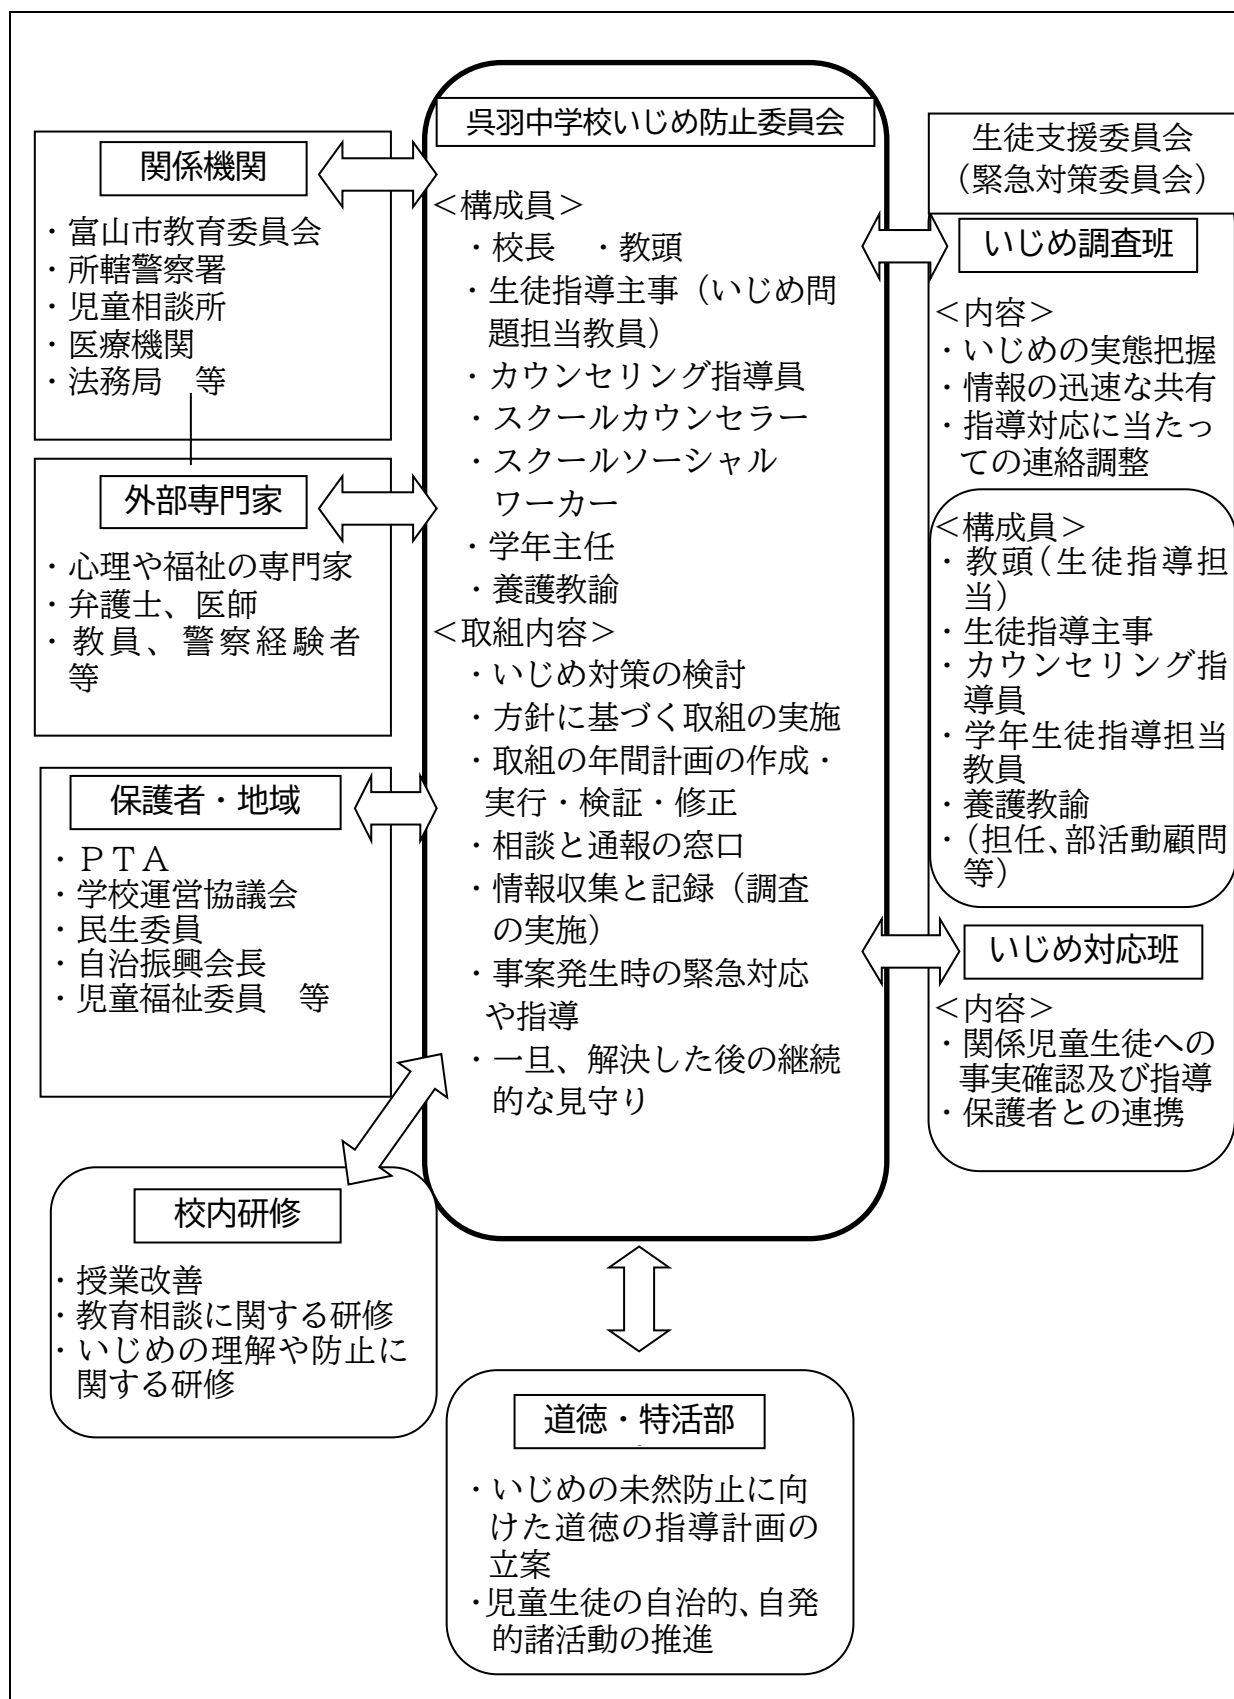 呉羽中学校いじめ防止委員会
＜構成員＞
・校長　・教頭
・生徒指導主事（いじめ問
題担当教員）
・カウンセリング指導員
・スクールカウンセラー
・スクールソーシャル
ワーカー
・学年主任
・養護教諭
＜取組内容＞
・いじめ対策の検討
・方針に基づく取組の実施
・取組の年間計画の作成・
実行・検証・修正
・相談と通報の窓口
・情報収集と記録（調査
の実施）
・事案発生時の緊急対応
や指導
・一旦、解決した後の継続
的な見守り
関係機関
・富山市教育委員会
・所轄警察署
・児童相談所
・医療機関
・法務局　等
外部専門家
・心理や福祉の専門家
・弁護士、医師
・教員、警察経験者
等
保護者・地域
・ＰＴＡ
・学校運営協議会
・民生委員
・自治振興会長
・児童福祉委員　等
校内研修
・授業改善
・教育相談に関する研修
・いじめの理解や防止に
関する研修
道徳・特活部
・いじめの未然防止に向
けた道徳の指導計画の
立案
・児童生徒の自治的、自発
的諸活動の推進
生徒支援委員会
（緊急対策委員会）
いじめ調査班
＜内容＞
・いじめの実態把握
・情報の迅速な共有
・指導対応に当たっ
ての連絡調整
＜構成員＞
・教頭（生徒指導担
当）
・生徒指導主事
・カウンセリング指
導員
・学年生徒指導担当
教員
・養護教諭
・（担任、部活動顧問
等）
いじめ対応班
＜内容＞
・関係児童生徒への
事実確認及び指導
・保護者との連携